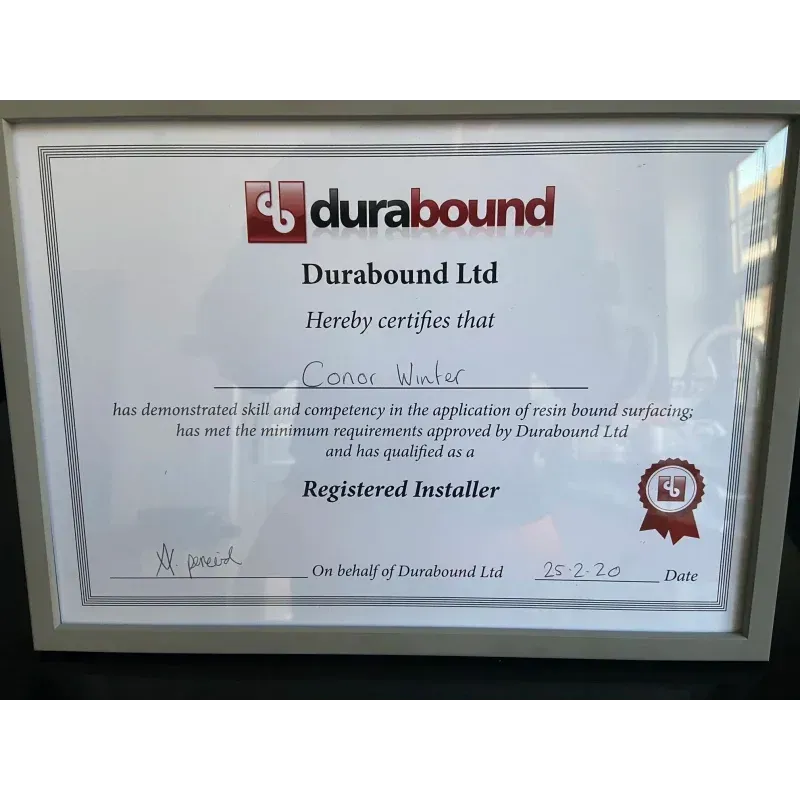 durabound
Durabound Ltd
Hereby certifies that
Conor Winter
has demonstrated skill and competency in the application of resin bound surfacing;
has met the minimum requirements approved by Durabound Ltd
and has qualified as a
Registered Installer
On behalf of Durabound Ltd 25-2-20 Date